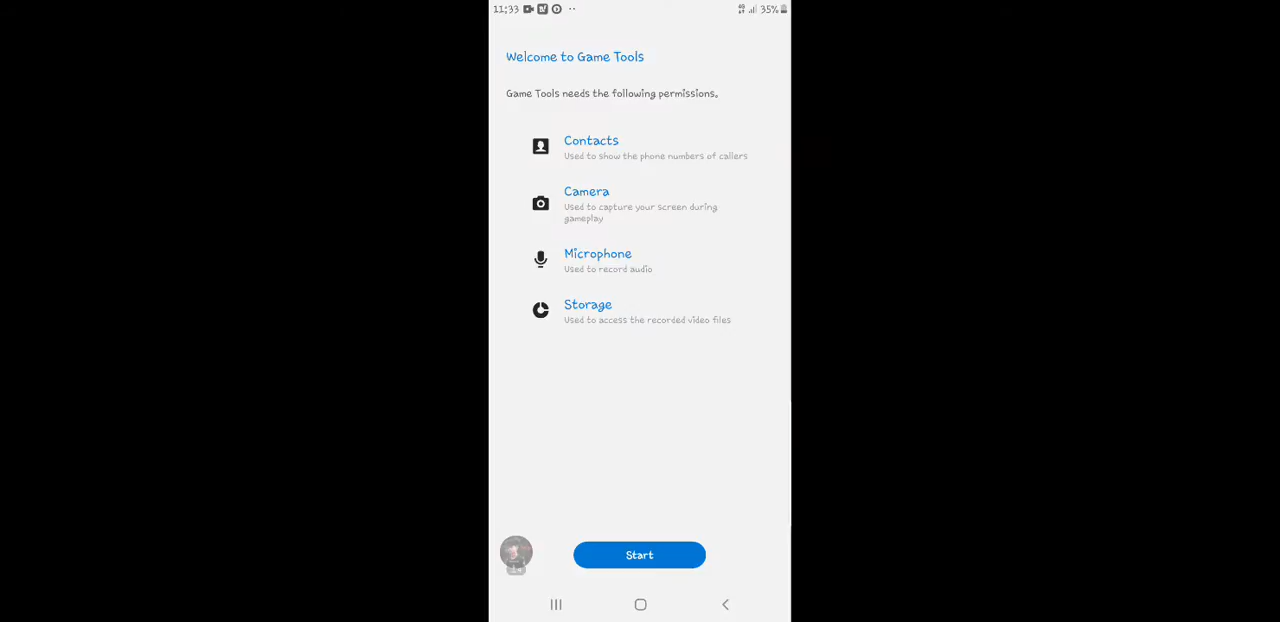 11:33
35%
Welcome to Game Tools
Game Tools needs the following permissions.
Contacts
Used to show the phone numbers of callers
Camera
Used to capture your screen during
gameplay
Microphone
Used to record audio
Storage
Used to access the recorded video files
Start